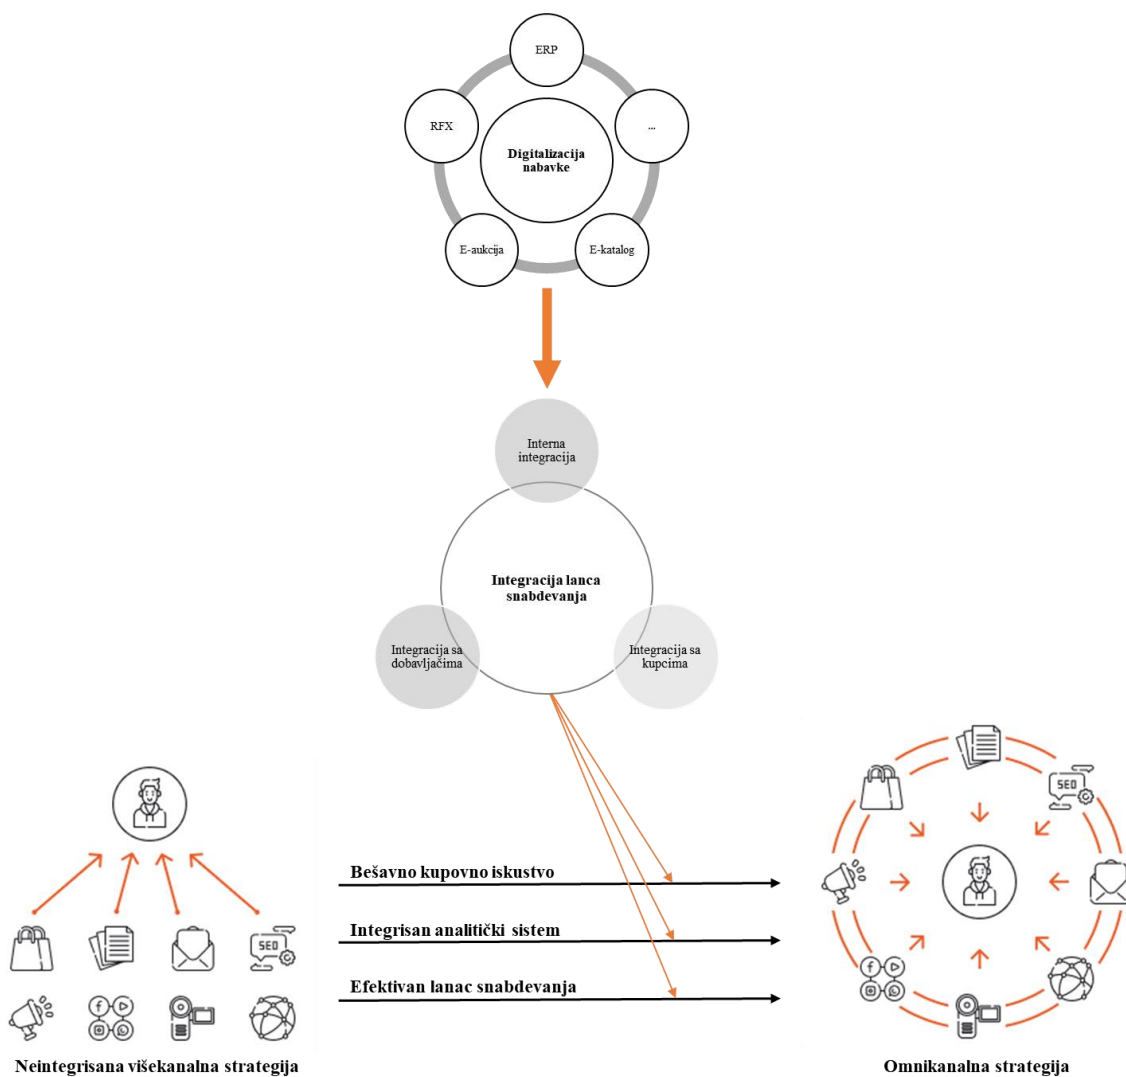 ERP
RFX
...
Digitalizacija
nabavke
E-aukcija
E-katalog
Interna
integracija
Integracija lanca
snabdevanja
Integracija sa
dobavljačima
Integracija sa
kupcima
SEO
Bešavno kupovno iskustvo
Integrisan analitički sistem
SEO
Efektivan lanac snabdevanja
Neintegrisana višekanalna strategija
Omnikanalna strategija